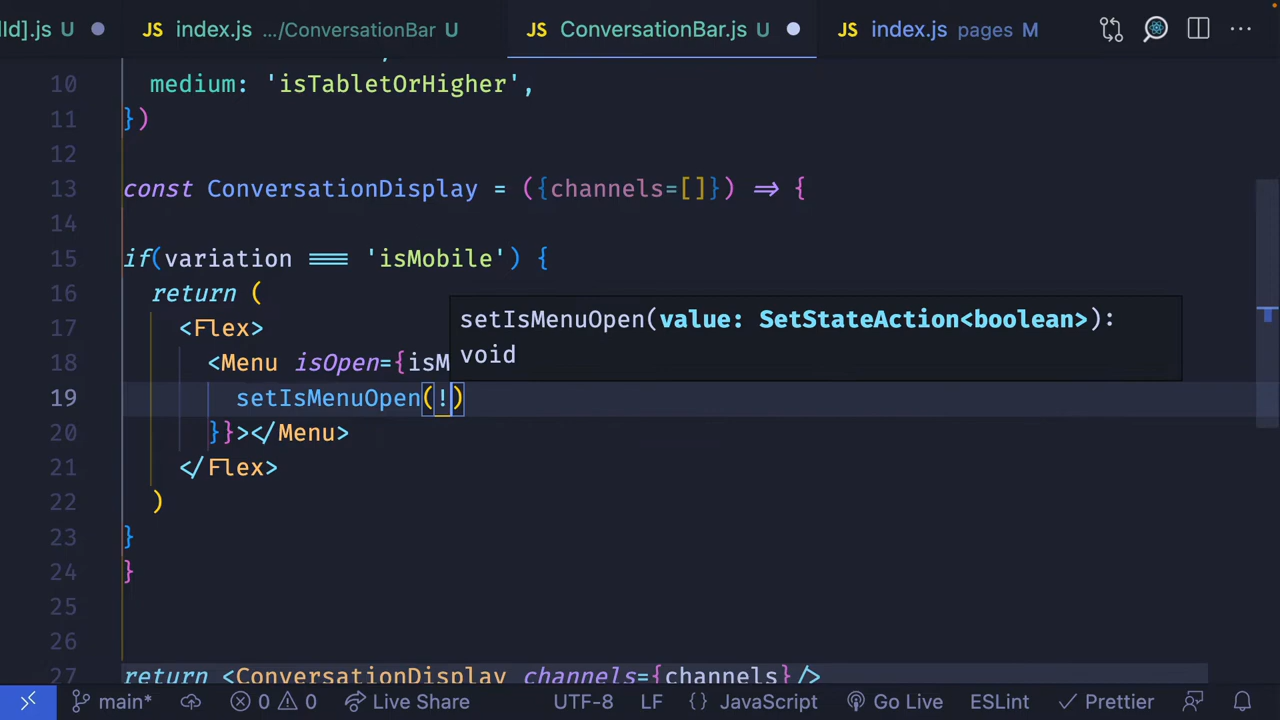 ld].js U JS index.js .../ConversationBar U JS ConversationBar.js U JS index.js pages M
10 medium: 'isTabletOrHigher',
11 })
12
13 const ConversationDisplay = ({channels=[]}) => {
14
15 if(variation === 'isMobile') {
16 return (
17 <Flex>
18 <Menu isOpen={isM
19 setIsMenuOpen(!)
20 }}></Menu>
21 </Flex>
22 )
23 }
24 }
25
26
27 return <ConversationDisplay channels={channels}/>
setIsMenuOpen(value: SetStateAction<boolean>):
void
main* 0 0 Live Share UTF-8 LF {} JavaScript Go Live ESLint Prettier